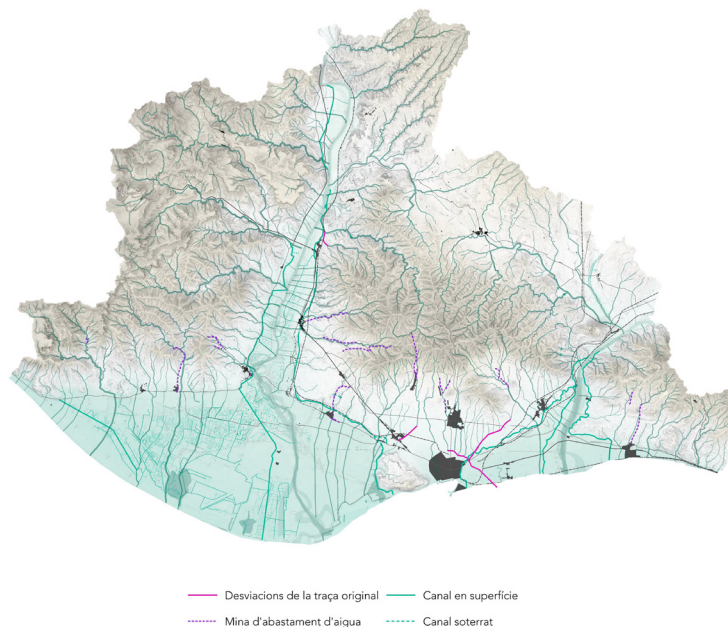 Desviacions de la traça original
Canal en superfície
Mina d'abastament d'aigua
Canal soterrat